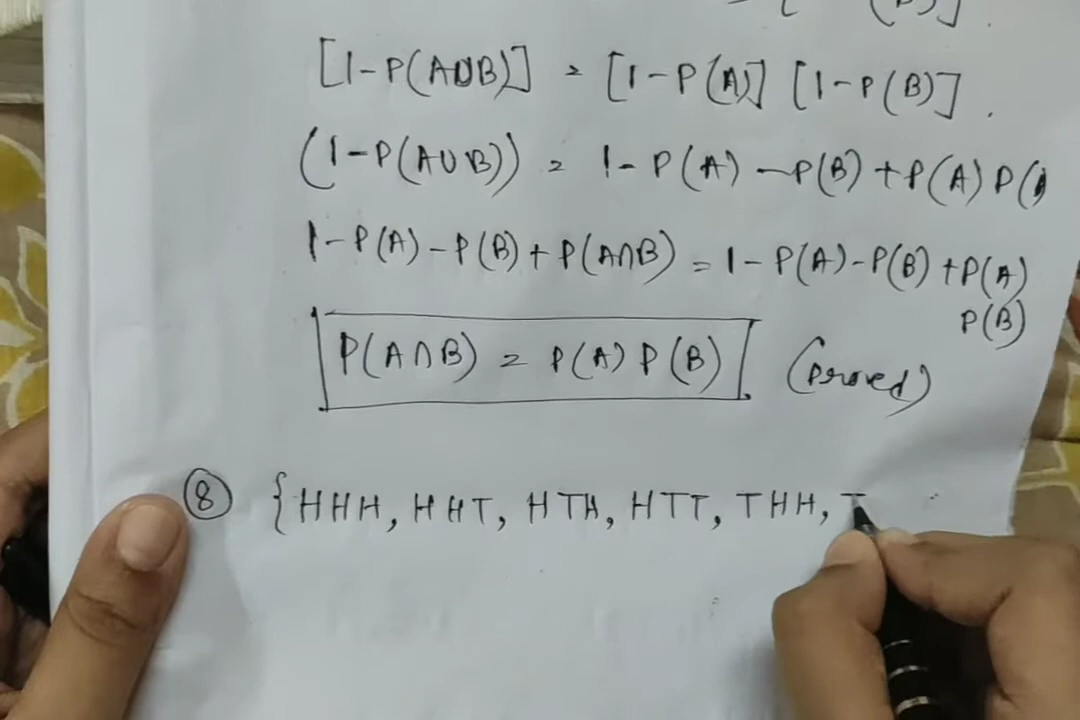 [1-P(A∪B)] = [1-P(A)] [1-P(B)].
(1-P(A∪B)) = 1-P(A)-P(B)+P(A)P(
1-P(A)-P(B)+P(A∩B) = 1-P(A)-P(B)+P(A)
P(B)
P(A∩B) = P(A)P(B). (Proved)
⑧ {HHH, HHT, HTH, HTT, THH, T